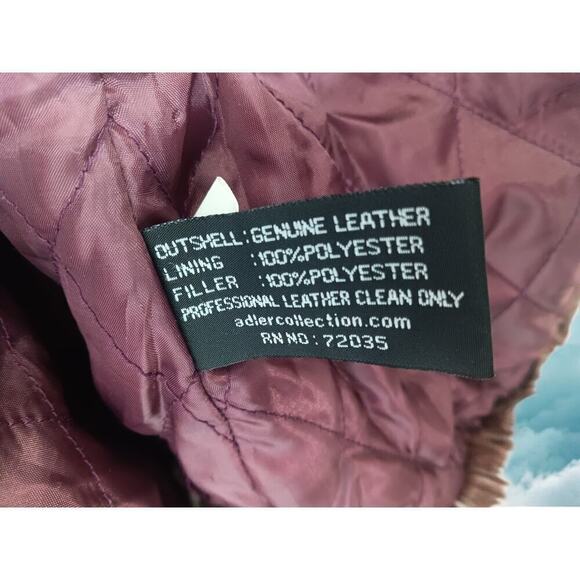 OUTSHELL:GENUINE LEATHER
LINING :100%POLYESTER
FILLER :100%POLYESTER
PROFESSIONAL LEATHER CLEAN ONLY
adlercollection.com
RN NO:72035